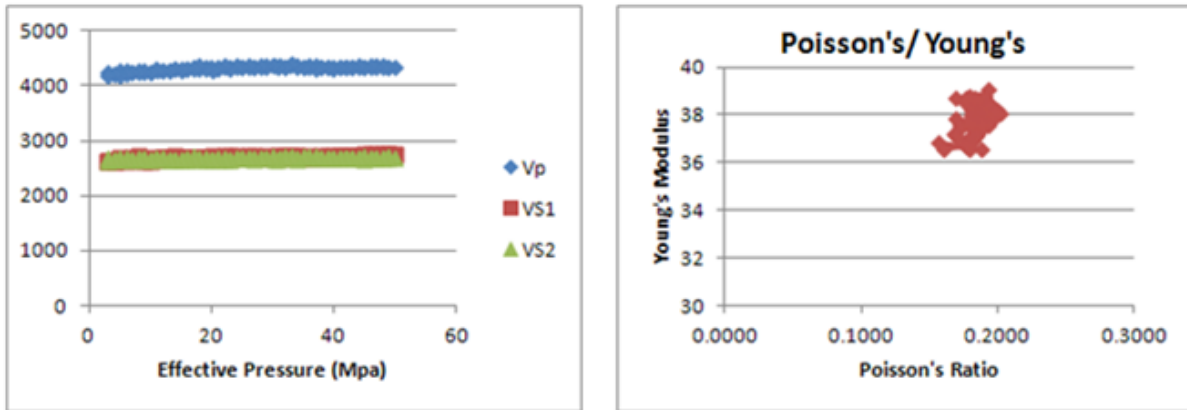 5000
4000
3000
2000
1000
0
0 20 40 60
Effective Pressure (Mpa)
Vp
VS1
VS2
Poisson's/ Young's
Young's Modulus
40
38
36
34
32
30
0.0000 0.1000 0.2000 0.3000
Poisson's Ratio